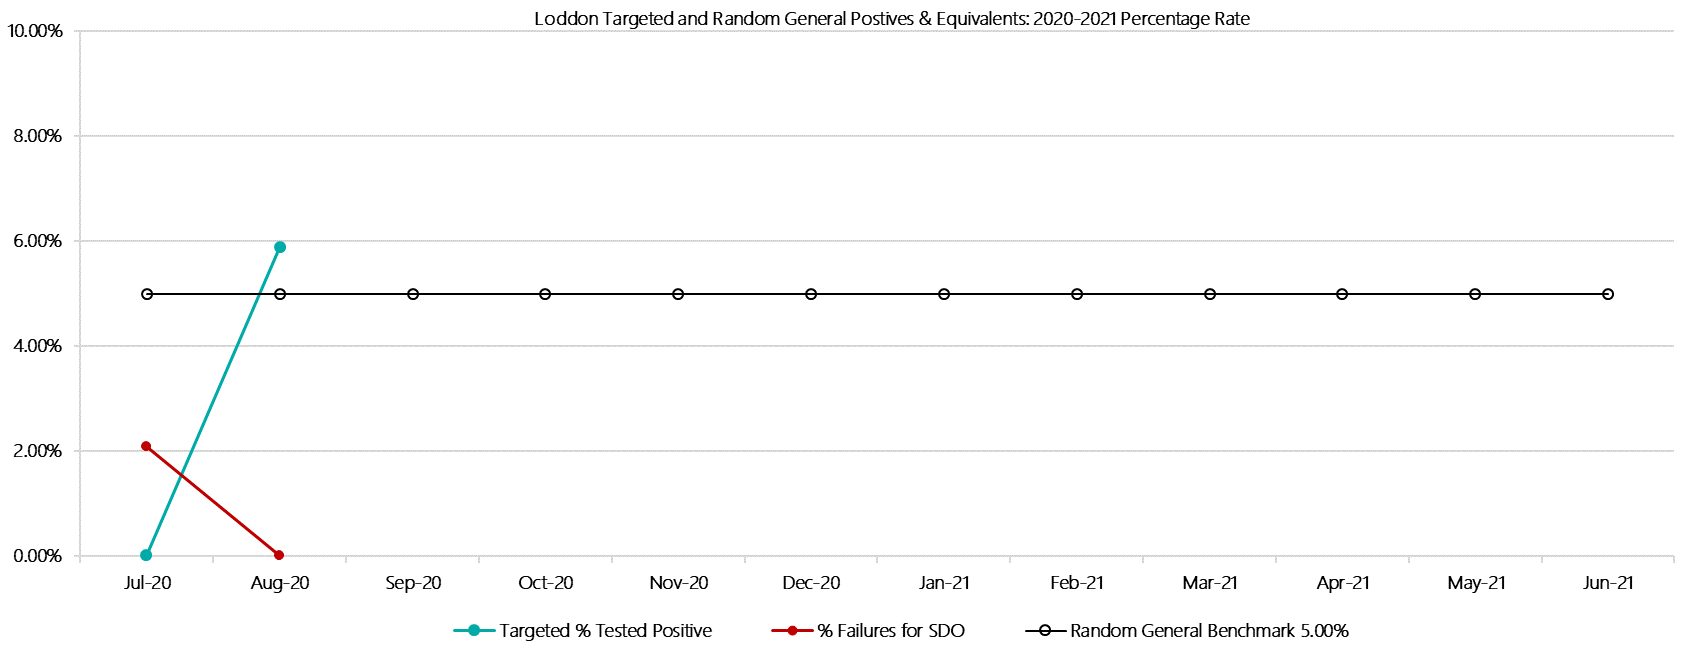 Loddon Targeted and Random General Postives & Equivalents: 2020-2021 Percentage Rate
10.00%
8.00%
6.00%
4.00%
2.00%
0.00%
Jul-20 Aug-20 Sep-20 Oct-20 Nov-20 Dec-20 Jan-21 Feb-21 Mar-21 Apr-21 May-21 Jun-21
Targeted % Tested Positive % Failures for SDO Random General Benchmark 5.00%